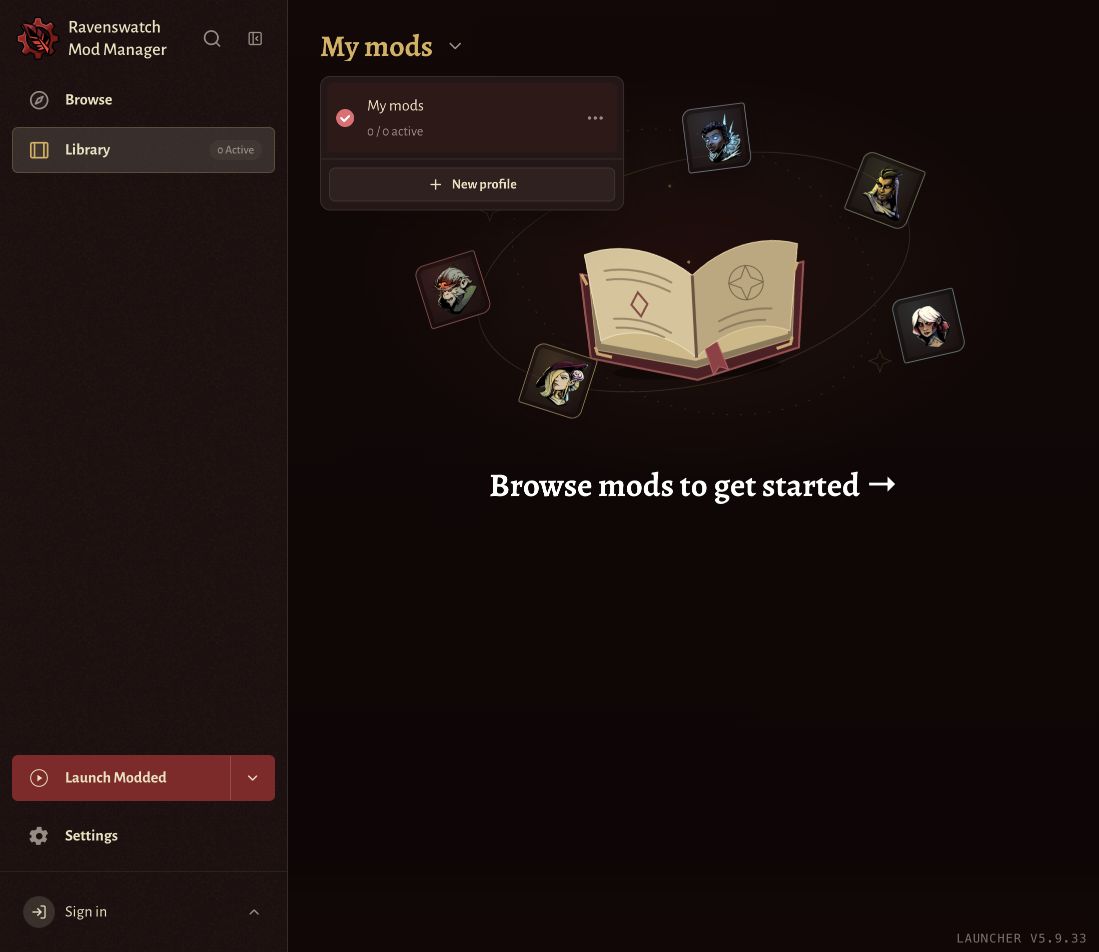 Ravenswatch
Mod Manager
Browse
Library
0 Active
Launch Modded
Settings
Sign in
My mods
My mods
0 / 0 active
New profile
Browse mods to get started →
LAUNCHER V5.9.33